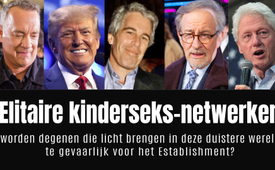 Elitaire kinderseks-netwerken
worden degenen die licht brengen in deze duistere werel
te gevaarlijk voor het Establishment?